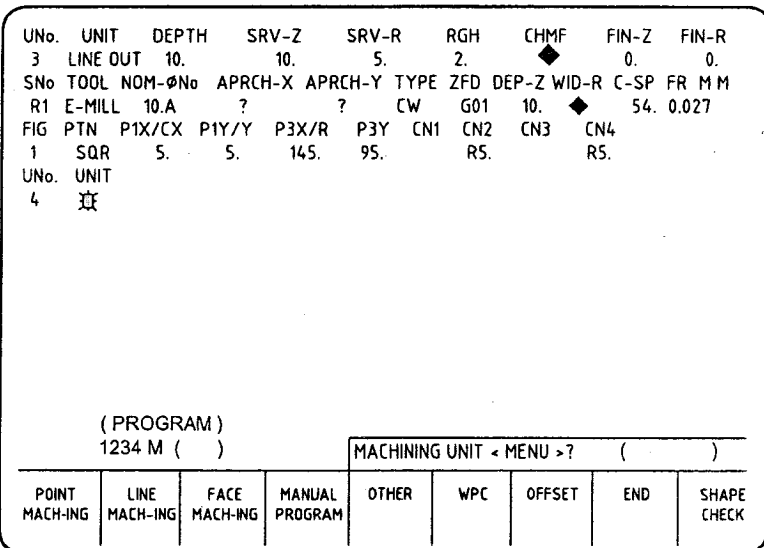 UNo. UNIT DEPTH SRV-Z SRV-R RGH CHMF FIN-Z FIN-R
3 LINE OUT 10. 10. 5. 2. ◆ 0. 0.
SNo TOOL NOM-ØNo APRCH-X APRCH-Y TYPE ZFD DEP-Z WID-R C-SP FR M M
R1 E-MILL 10.A ? ? CW G01 10. ◆ 54. 0.027
FIG PTN P1X/CX P1Y/Y P3X/R P3Y CN1 CN2 CN3 CN4
1 SQR 5. 5. 145. 95. R5. R5.
UNo. UNIT
4
(PROGRAM)
1234 M ( )
MACHINING UNIT < MENU >? ( )
POINT MACH-ING LINE MACH-ING FACE MACH-ING MANUAL PROGRAM OTHER WPC OFFSET END SHAPE CHECK